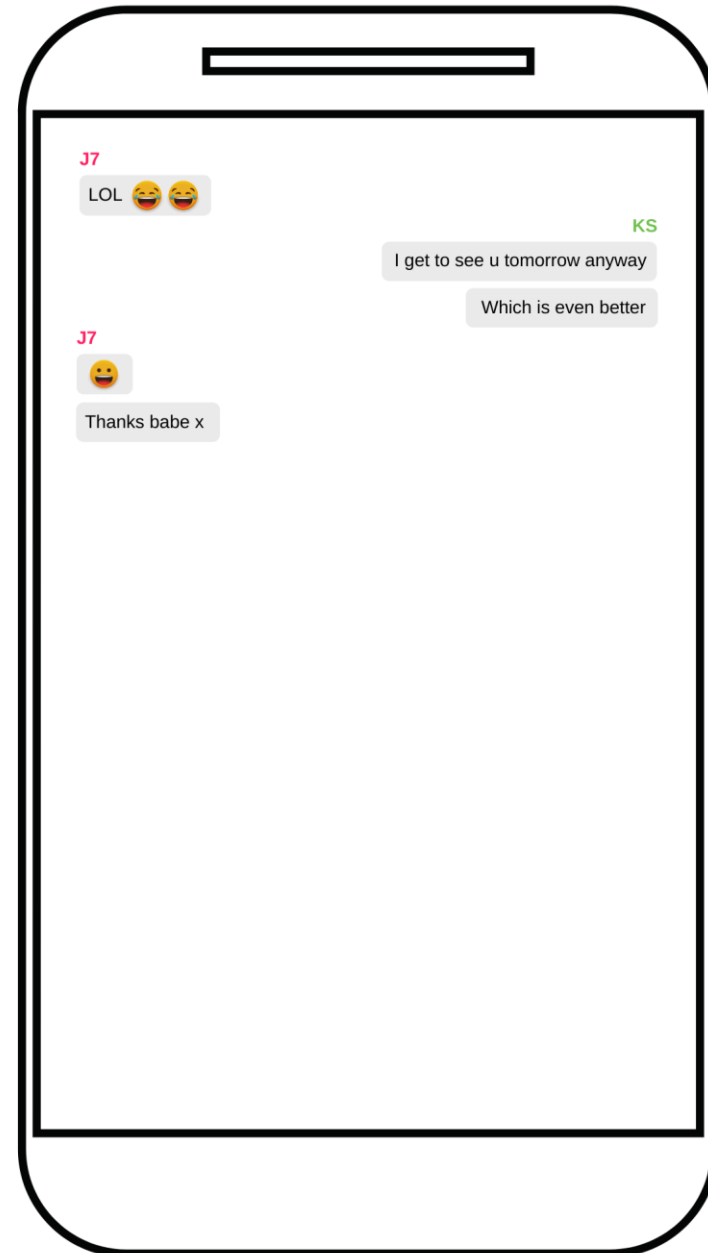 J7
LOL 😂😂
KS
I get to see u tomorrow anyway
Which is even better
J7
😀
Thanks babe x